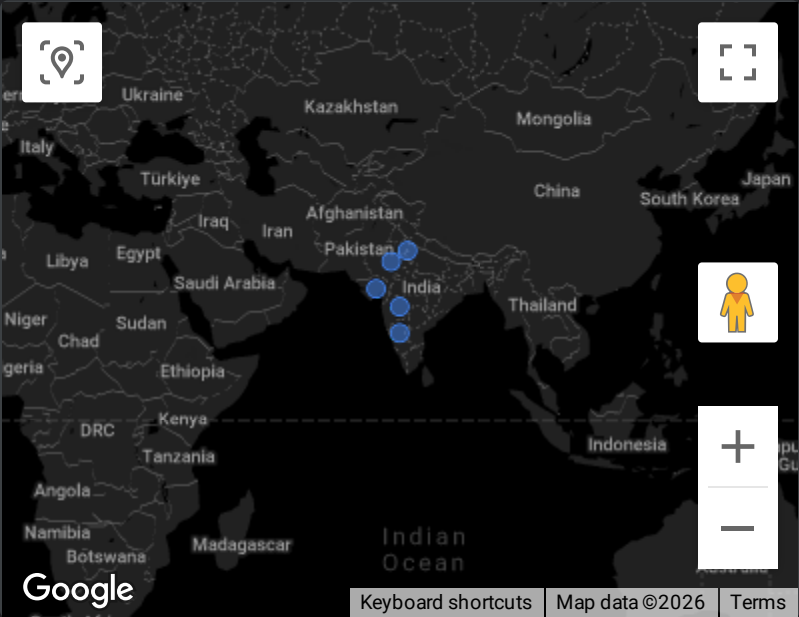 Ukraine
Kazakhstan
Mongolia
Italy
Türkiye
Japan
China
South Korea
Afghanistan
Iraq
Iran
Pakistan
Egypt
Libya
Saudi Arabia
India
Thailand
Niger
Sudan
Chad
Ethiopia
Kenya
DRC
Indonesia
Tanzania
Angola
Namibia
Madagascar
Botswana
Indian
Ocean
Google
Keyboard shortcuts
Map data ©2026
Terms